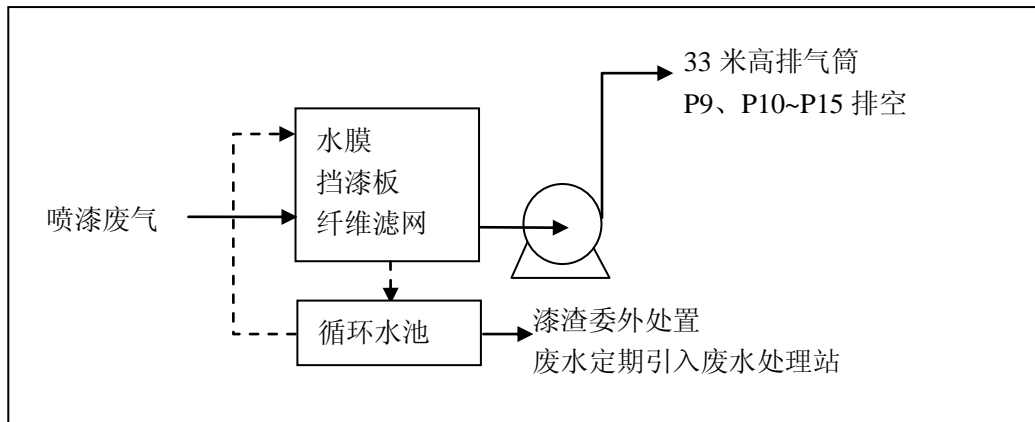 33 米高排气筒
P9、P10~P15 排空
水膜
挡漆板
纤维滤网
喷漆废气
循环水池
漆渣委外处置
废水定期引入废水处理站